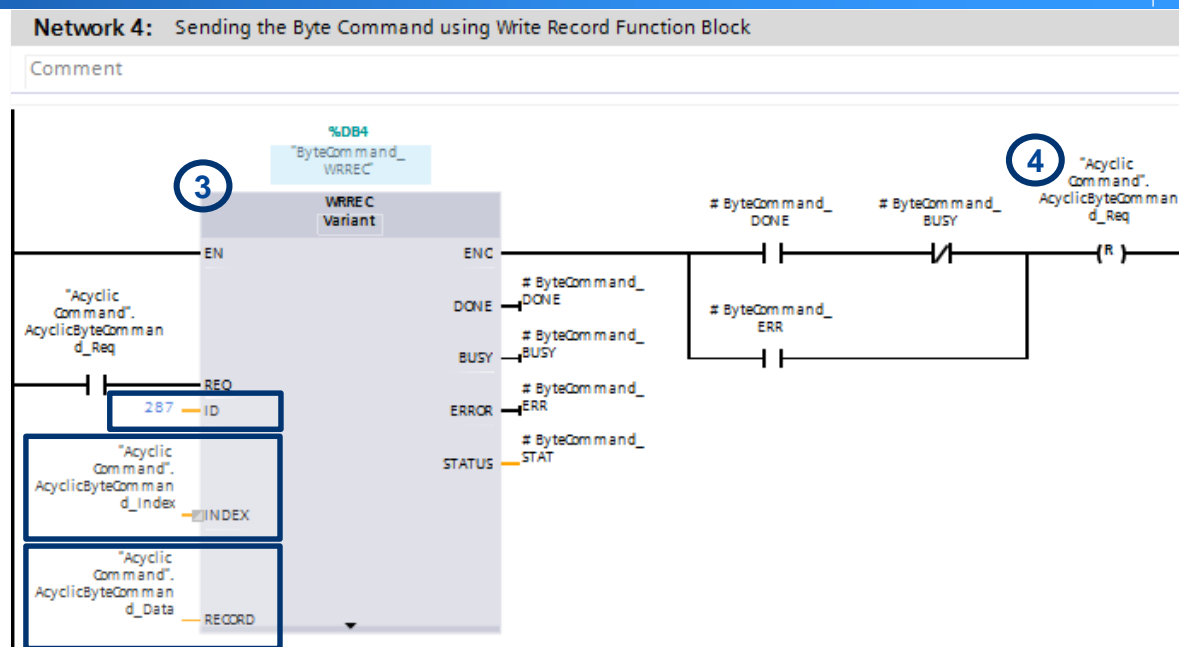 Network 4: Sending the Byte Command using Write Record Function Block
Comment
%DB4
"ByteCommand_
WRREC"
3
WRREC
Variant
EN
ENC
"Acyclic
Command".
AcyclicByteComman
d_Req
REQ
287
ID
"Acyclic
Command".
AcyclicByteComman
d_Index
INDEX
"Acyclic
Command".
AcyclicByteComman
d_Data
RECORD
DONE
# ByteCommand_
DONE
BUSY
# ByteCommand_
BUSY
ERROR
# ByteCommand_
ERR
STATUS
# ByteCommand_
STAT
# ByteCommand_
DONE
# ByteCommand_
BUSY
# ByteCommand_
ERR
4
"Acyclic
Command".
AcyclicByteComman
d_Req
R